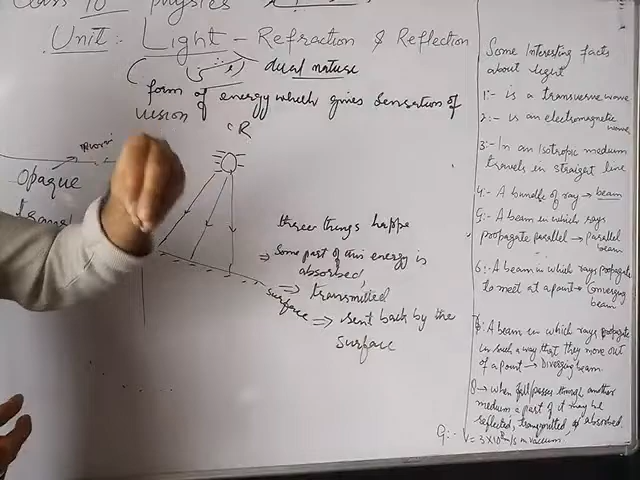 Class 10 Physics
Unit:- Light - Refraction & Reflection
dual nature
form of energy which gives sensation of
vision
R
Opaque
three things happe
⇒ Some part of this energy is
absorbed,
⇒ transmitted
surface ⇒ sent back by the
surface
Some Interesting facts
about light
1:- is a transverse wave
2:- is an electromagnetic
wave
3:- In an isotropic medium
travels in straight line
4:- A bundle of ray → beam
5:- A beam in which rays
propagate parallel → parallel
beam
6:- A beam in which rays propagate
to meet at a point → Converging
beam
7: A beam in which rays propagate
in such a way that they move out
of a point → Diverging beam
8 → when fall/passes through another
medium a part of it may be
reflected, transmitted, absorbed
9:- V = 3×10⁸ m/s in vacuum